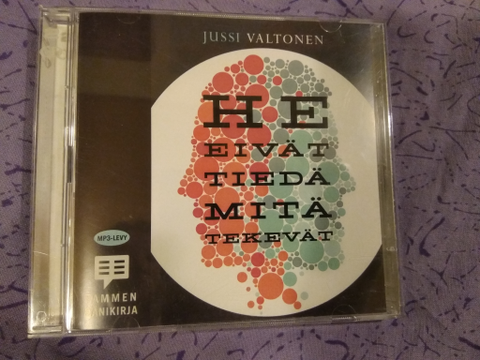 JUSSI VALTONEN
HE
EIVÄT
TIEDÄ
MITÄ
TEKEVÄT
MP3-LEVY